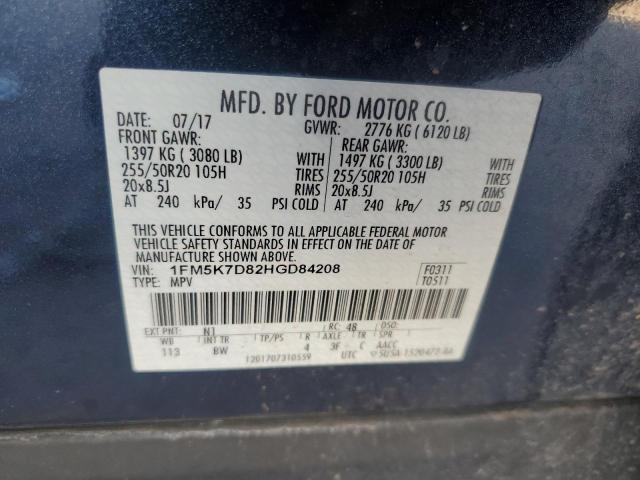 MFD. BY FORD MOTOR CO.
DATE: 07/17 GVWR: 2776 KG ( 6120 LB)
FRONT GAWR: REAR GAWR:
1397 KG ( 3080 LB) WITH 1497 KG ( 3300 LB) WITH
255/50R20 105H TIRES 255/50R20 105H TIRES
20x8.5J RIMS 20x8.5J RIMS
AT 240 kPa/ 35 PSI COLD AT 240 kPa/ 35 PSI COLD
THIS VEHICLE CONFORMS TO ALL APPLICABLE FEDERAL MOTOR
VEHICLE SAFETY STANDARDS IN EFFECT ON THE DATE OF
MANUFACTURE SHOWN ABOVE.
VIN: 1FM5K7D82HGD84208 F0311
TYPE: MPV T0511
EXT PNT: N1 RC: 48 DSO:
WB INT TR TP/PS R AXLE TR SPR
113 BW 4 3F C AACC
1201707310559 UTC